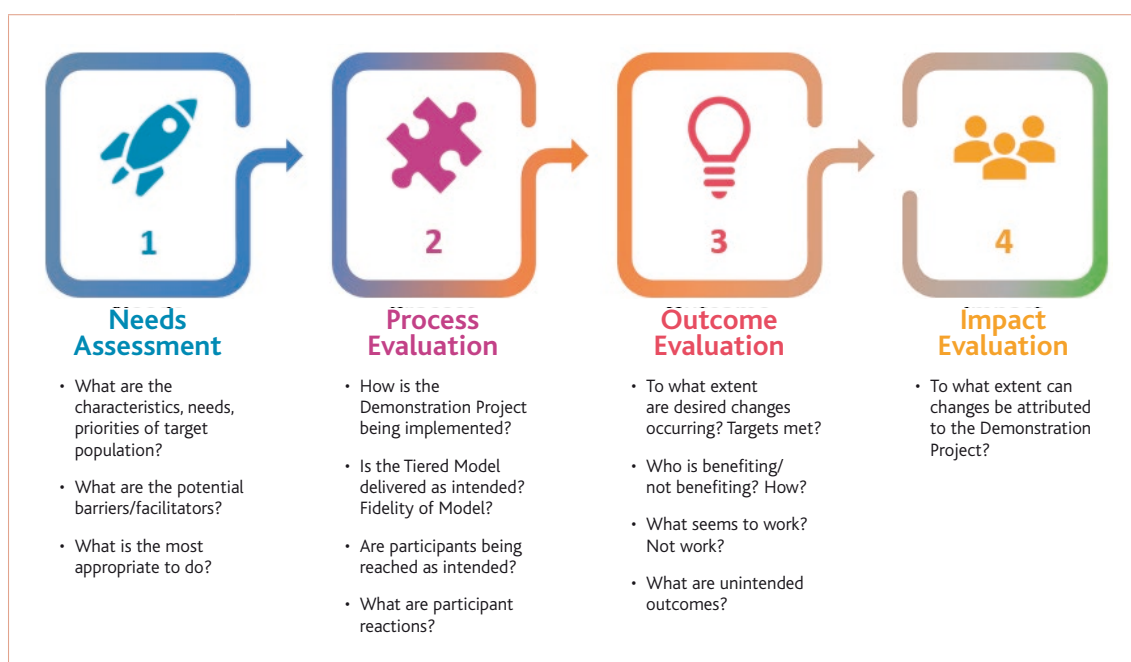 1
Needs
Assessment
• What are the
characteristics, needs,
priorities of target
population?
• What are the potential
barriers/facilitators?
• What is the most
appropriate to do?
2
Process
Evaluation
• How is the
Demonstration Project
being implemented?
• Is the Tiered Model
delivered as intended?
Fidelity of Model?
• Are participants being
reached as intended?
• What are participant
reactions?
3
Outcome
Evaluation
• To what extent
are desired changes
occurring? Targets met?
• Who is benefiting/
not benefiting? How?
• What seems to work?
Not work?
• What are unintended
outcomes?
4
Impact
Evaluation
• To what extent can
changes be attributed
to the Demonstration
Project?